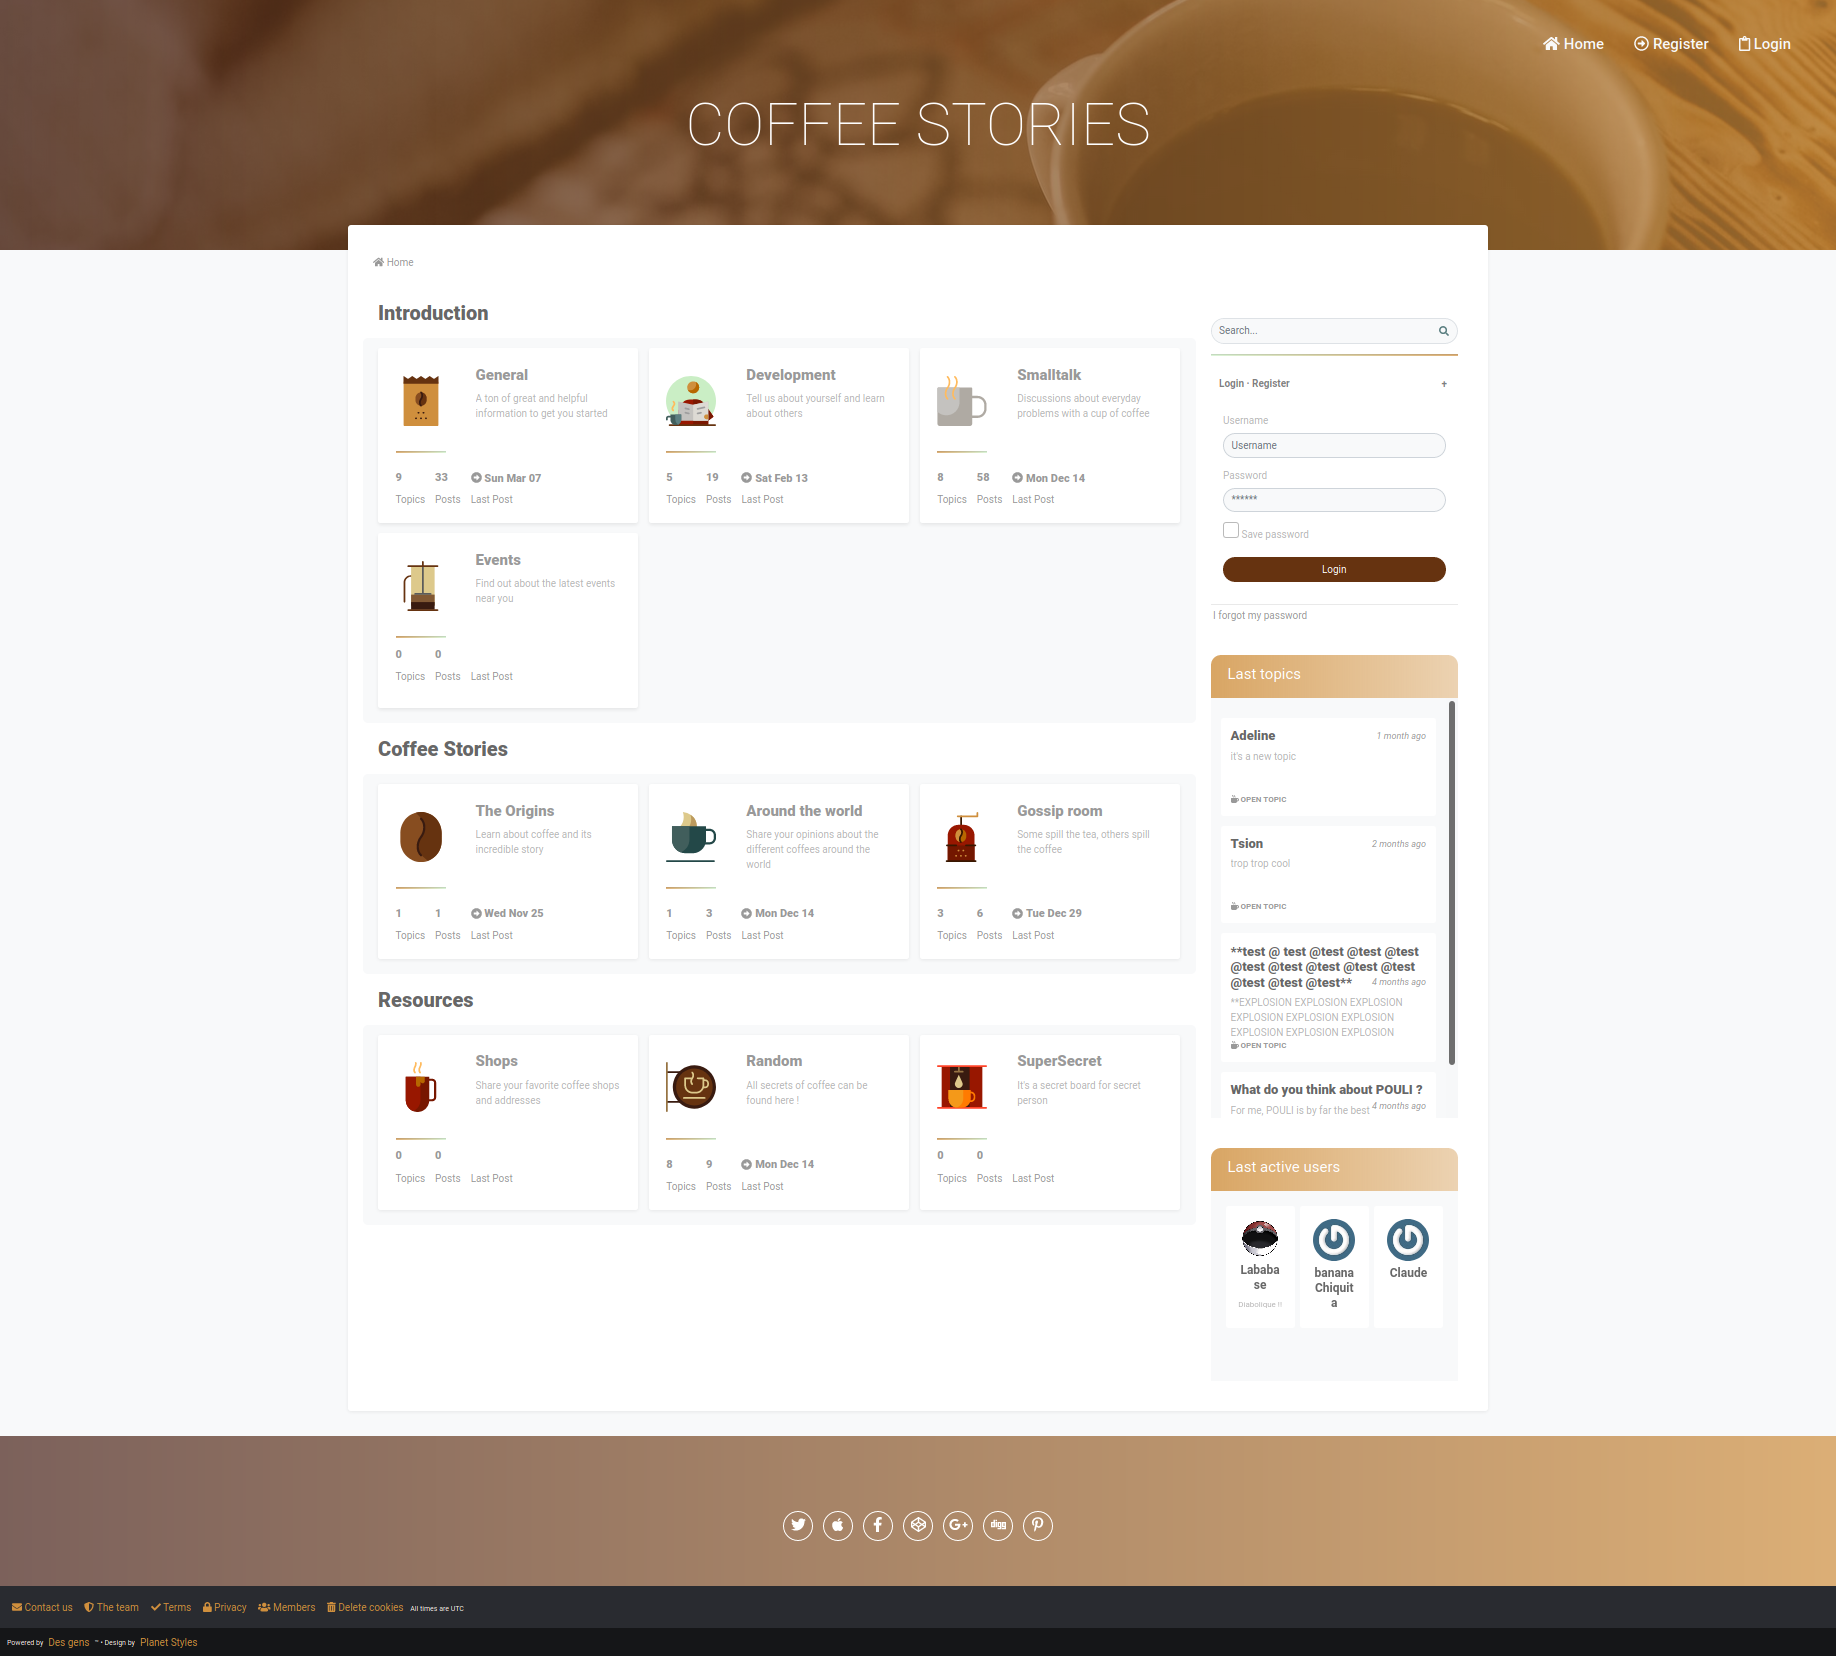 Home Register Login
COFFEE STORIES
Home
Introduction
General
A ton of great and helpful
information to get you started
9 33 Sun Mar 07
Topics Posts Last Post
Development
Tell us about yourself and learn
about others
5 19 Sat Feb 13
Topics Posts Last Post
Smalltalk
Discussions about everyday
problems with a cup of coffee
8 58 Mon Dec 14
Topics Posts Last Post
Events
Find out about the latest events
near you
0 0
Topics Posts Last Post
Coffee Stories
The Origins
Learn about coffee and its
incredible story
1 1 Wed Nov 25
Topics Posts Last Post
Around the world
Share your opinions about the
different coffees around the
world
1 3 Mon Dec 14
Topics Posts Last Post
Gossip room
Some spill the tea, others spill
the coffee
3 6 Tue Dec 29
Topics Posts Last Post
Resources
Shops
Share your favorite coffee shops
and addresses
0 0
Topics Posts Last Post
Random
All secrets of coffee can be
found here !
8 9 Mon Dec 14
Topics Posts Last Post
SuperSecret
It's a secret board for secret
person
0 0
Topics Posts Last Post
Search...
Login · Register +
Username
Username
Password
******
Save password
Login
I forgot my password
Last topics
Adeline 1 month ago
it's a new topic
OPEN TOPIC
Tsion 2 months ago
trop trop cool
OPEN TOPIC
**test @ test @test @test @test
@test @test @test @test @test
@test @test @test** 4 months ago
**EXPLOSION EXPLOSION EXPLOSION
EXPLOSION EXPLOSION EXPLOSION
EXPLOSION EXPLOSION EXPLOSION
OPEN TOPIC
What do you think about POULI ?
For me, POULI is by far the best 4 months ago
Last active users
Lababa
se
Diabolique !!
banana
Chiquit
a
Claude
G+ digg
Contact us The team Terms Privacy Members Delete cookies All times are UTC
Powered by Des gens ™ • Design by Planet Styles